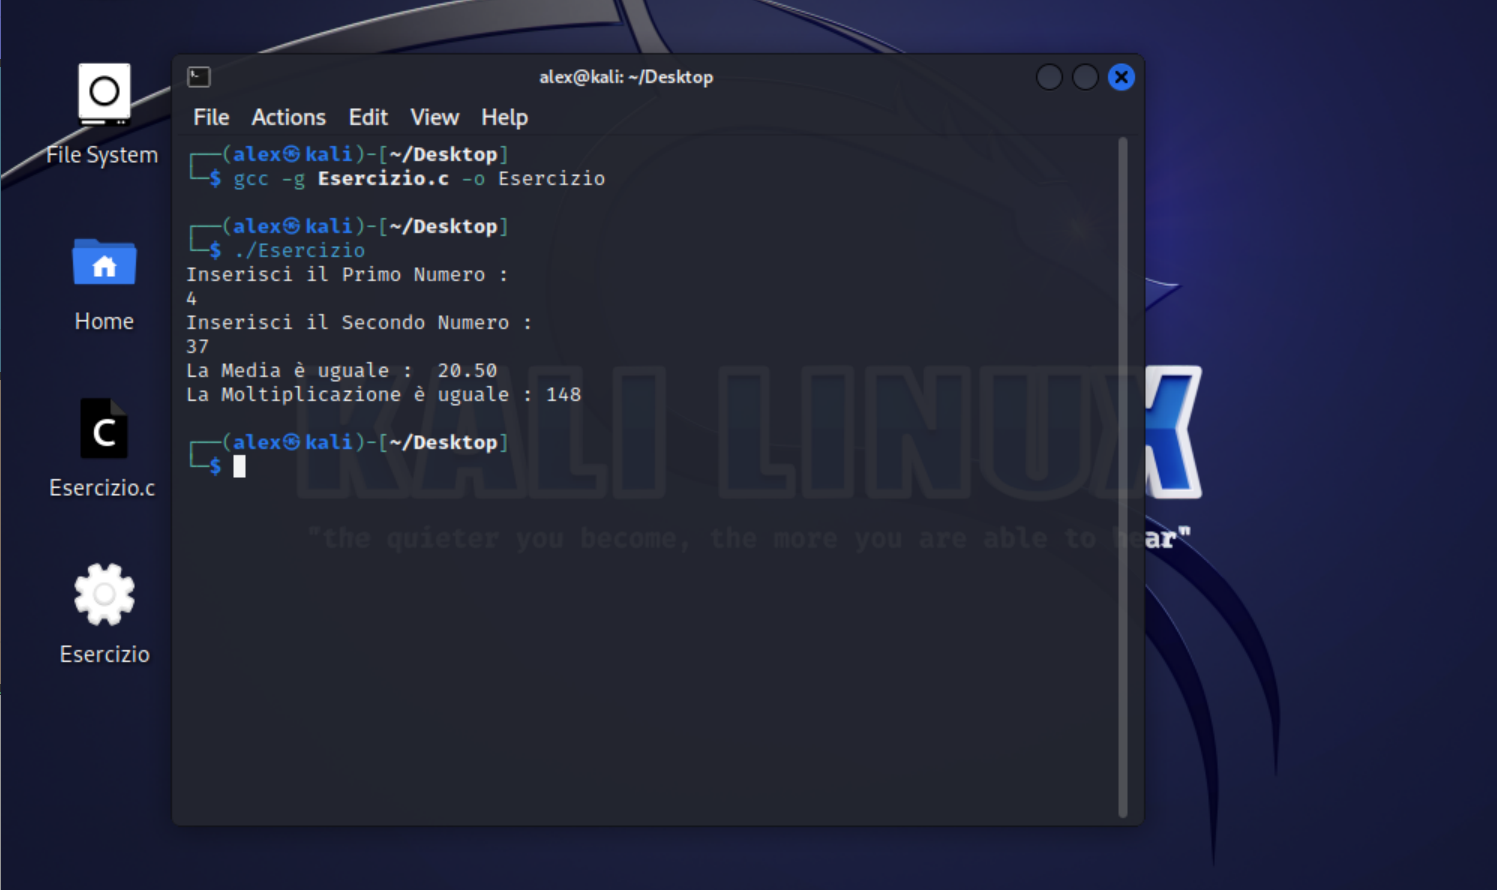 alex@kali: ~/Desktop
File Actions Edit View Help
File System
Home
Esercizio.c
Esercizio
┌──(alex㉿kali)-[~/Desktop]
└─$ gcc -g Esercizio.c -o Esercizio
┌──(alex㉿kali)-[~/Desktop]
└─$ ./Esercizio
Inserisci il Primo Numero :
4
Inserisci il Secondo Numero :
37
La Media è uguale :  20.50
La Moltiplicazione è uguale : 148
┌──(alex㉿kali)-[~/Desktop]
└─$
KALI LINUX
"the quieter you become, the more you are able to hear"